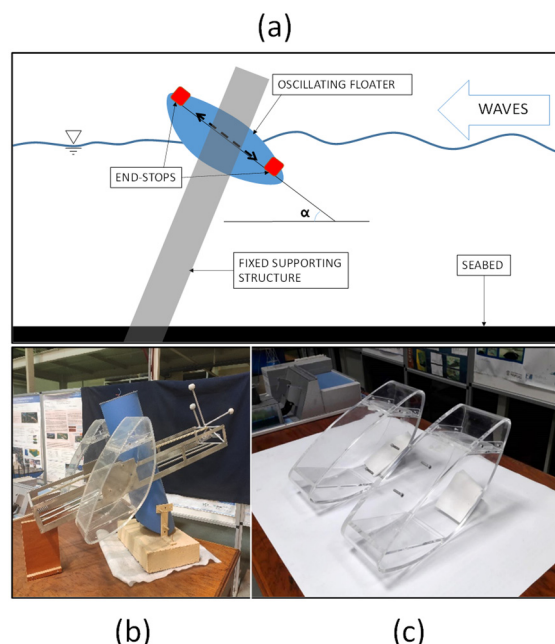 (a)
OSCILLATING FLOATER
WAVES
END-STOPS
α
FIXED SUPPORTING
STRUCTURE
SEABED
(b)
(c)